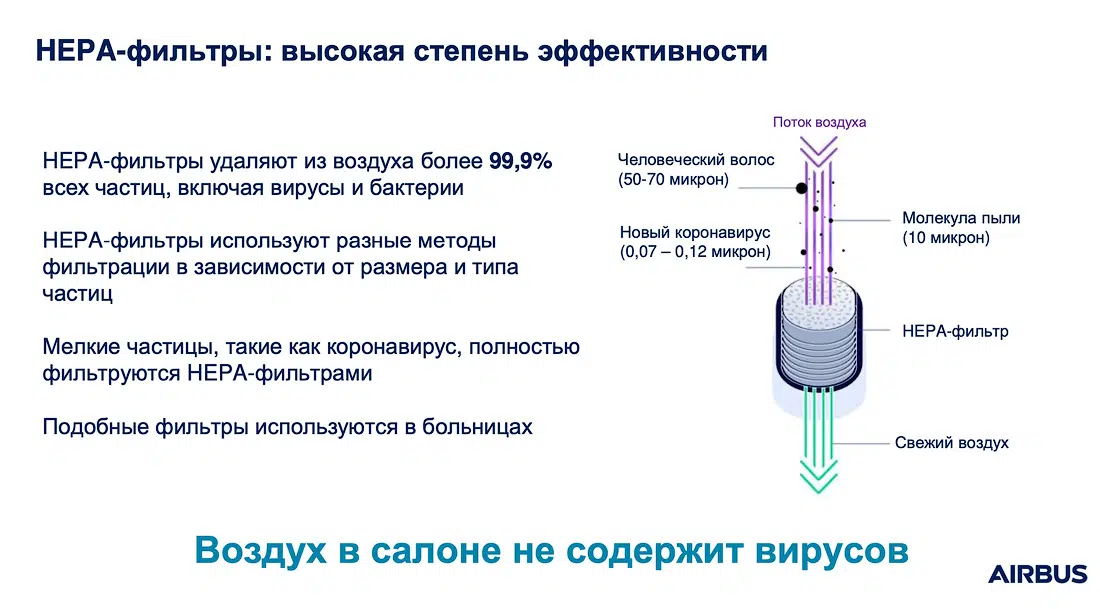 HEPA-фильтры: высокая степень эффективности
HEPA-фильтры удаляют из воздуха более 99,9%
всех частиц, включая вирусы и бактерии
HEPA-фильтры используют разные методы
фильтрации в зависимости от размера и типа
частиц
Мелкие частицы, такие как коронавирус, полностью
фильтруются HEPA-фильтрами
Подобные фильтры используются в больницах
Поток воздуха
Человеческий волос
(50-70 микрон)
Молекула пыли
(10 микрон)
Новый коронавирус
(0,07 – 0,12 микрон)
HEPA-фильтр
Свежий воздух
Воздух в салоне не содержит вирусов
AIRBUS